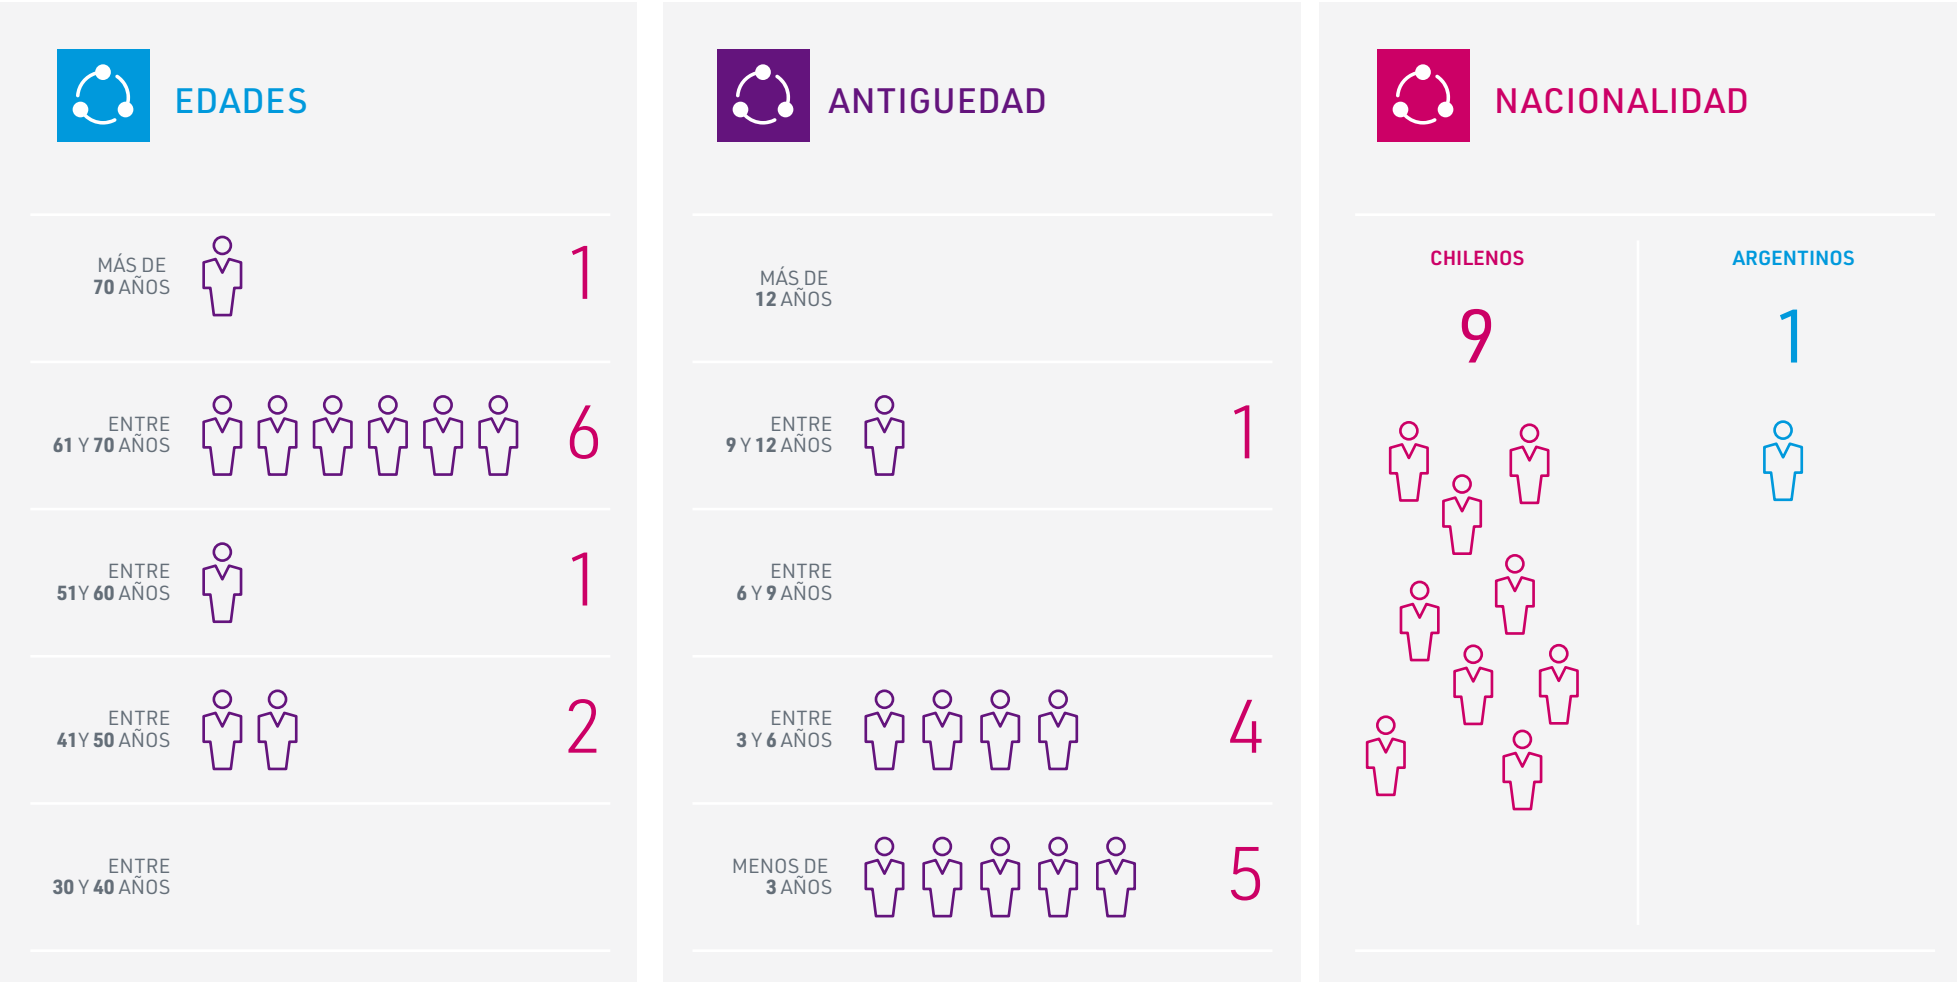 EDADES
MÁS DE
70 AÑOS
1
ENTRE
61 Y 70 AÑOS
6
ENTRE
51Y 60 AÑOS
1
ENTRE
41Y 50 AÑOS
2
ENTRE
30 Y 40 AÑOS
ANTIGUEDAD
MÁS DE
12 AÑOS
ENTRE
9 Y 12 AÑOS
1
ENTRE
6 Y 9 AÑOS
ENTRE
3 Y 6 AÑOS
4
MENOS DE
3 AÑOS
5
NACIONALIDAD
CHILENOS
9
ARGENTINOS
1